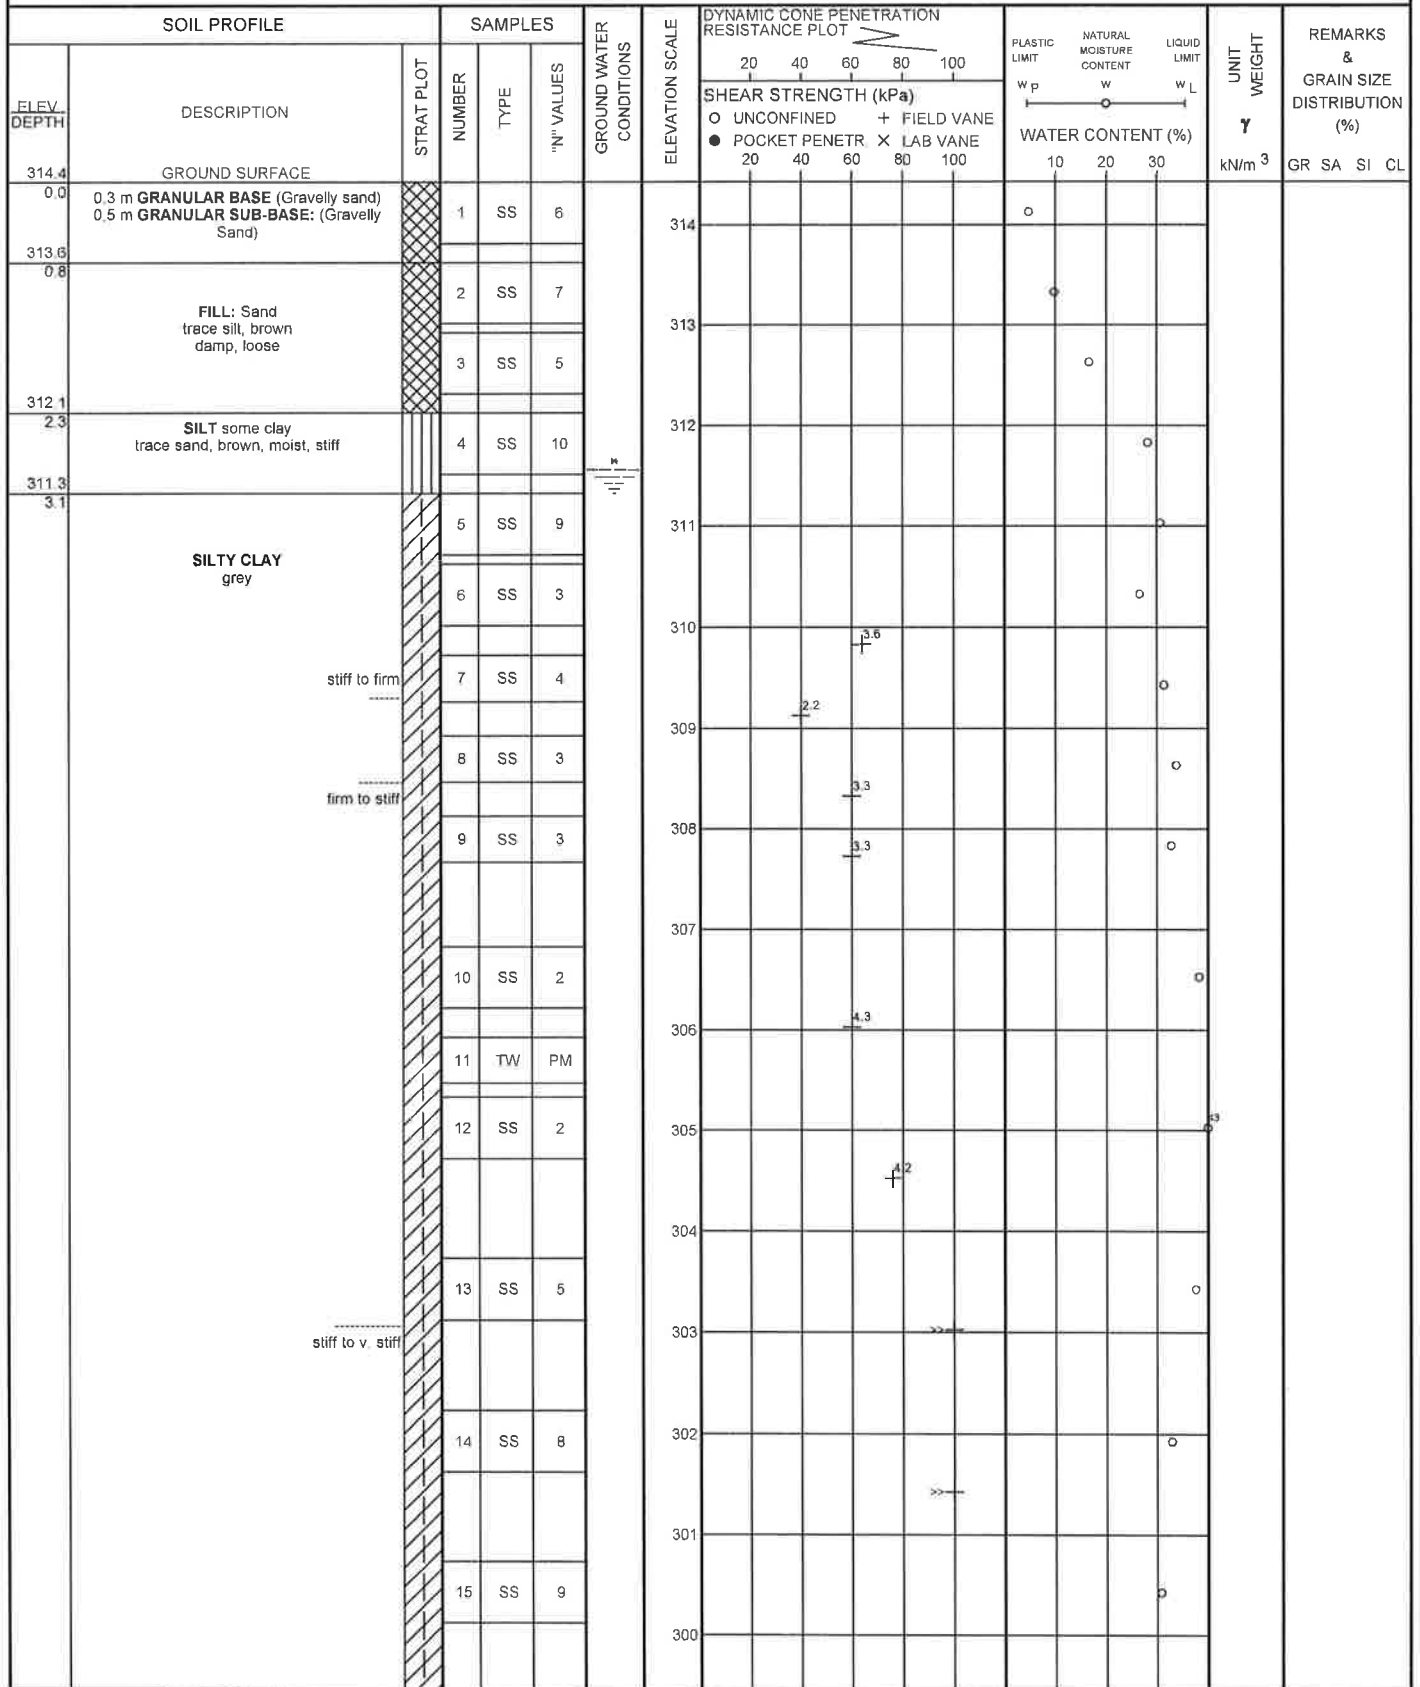 SOIL PROFILE
SAMPLES
ELEV
DEPTH
DESCRIPTION
STRAT PLOT
NUMBER
TYPE
"N" VALUES
GROUND WATER
CONDITIONS
ELEVATION SCALE
DYNAMIC CONE PENETRATION
RESISTANCE PLOT
20 40 60 80 100
SHEAR STRENGTH (kPa)
O UNCONFINED + FIELD VANE
● POCKET PENETR × LAB VANE
20 40 60 80 100
PLASTIC
LIMIT
NATURAL
MOISTURE
CONTENT
LIQUID
LIMIT
W P W W L
WATER CONTENT (%)
10 20 30
UNIT
WEIGHT
γ
kN/m 3
REMARKS
&
GRAIN SIZE
DISTRIBUTION
(%)
GR SA SI CL
314.4 GROUND SURFACE
0.0
0.3 m GRANULAR BASE (Gravelly sand)
0.5 m GRANULAR SUB-BASE: (Gravelly
Sand)
1 SS 6
314
313.6
0.8
2 SS 7
FILL: Sand
trace silt, brown
damp, loose
313
3 SS 5
312.1
2.3
SILT some clay
trace sand, brown, moist, stiff
312
4 SS 10
311.3
3.1
5 SS 9
311
SILTY CLAY
grey
6 SS 3
310
3.6
stiff to firm
7 SS 4
2.2
309
8 SS 3
3.3
firm to stiff
308
9 SS 3
3.3
307
10 SS 2
4.3
306
11 TW PM
12 SS 2
305
4.2
304
13 SS 5
303
>>
stiff to v. stiff
302
14 SS 8
>>
301
15 SS 9
300